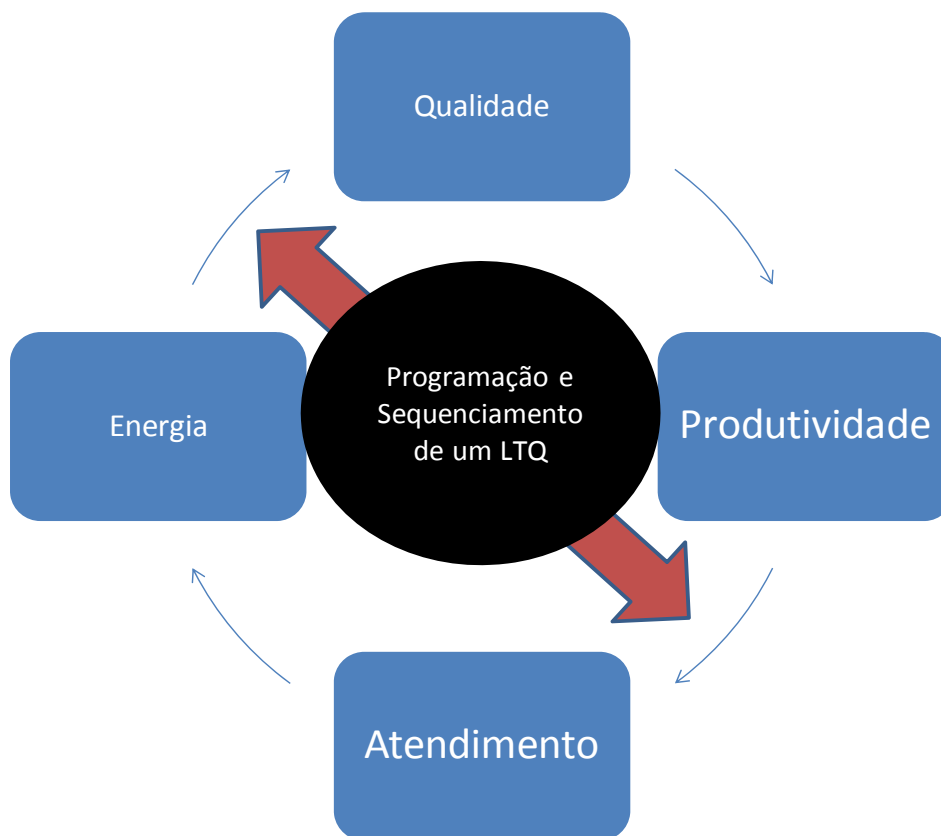 Qualidade
Energia
Programação e
Sequenciamento
de um LTQ
Produtividade
Atendimento